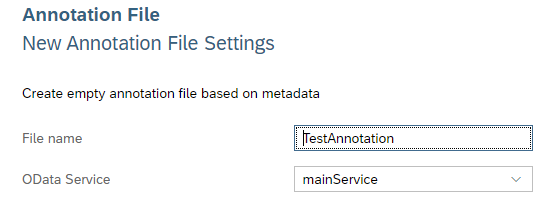 Annotation File
New Annotation File Settings
Create empty annotation file based on metadata
File name TestAnnotation
OData Service mainService